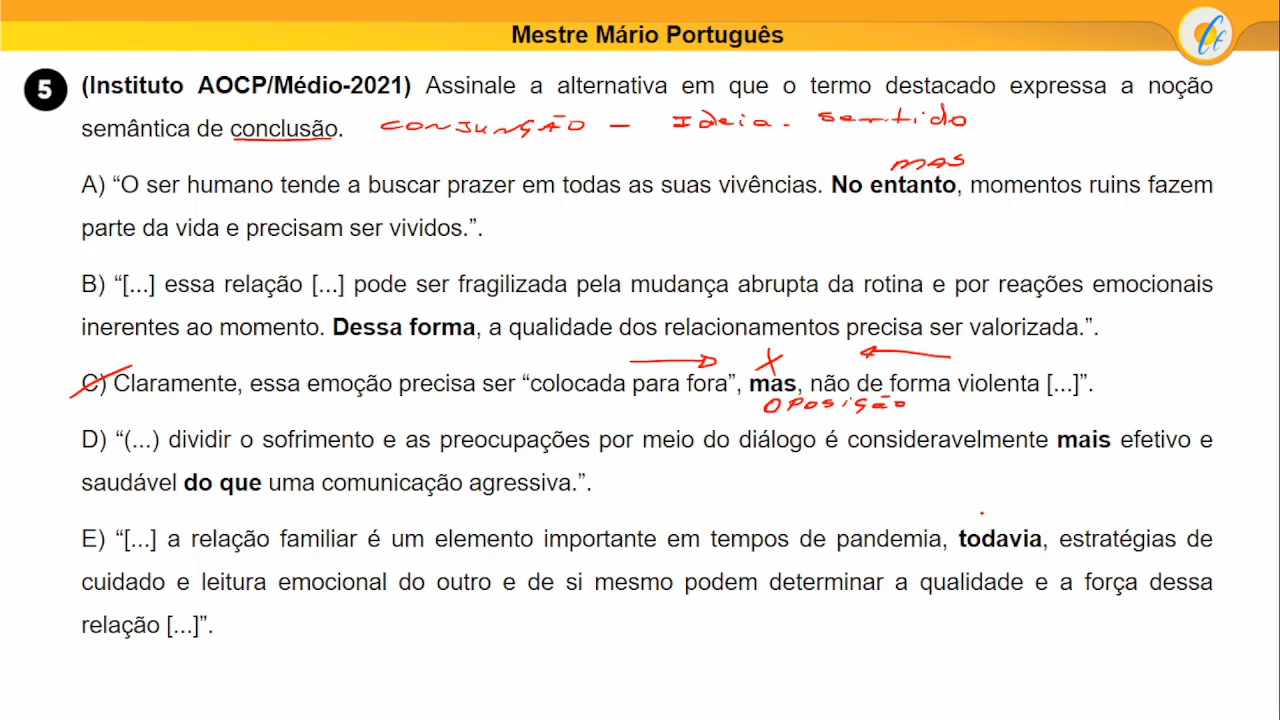 Mestre Mário Português
5 (Instituto AOCP/Médio-2021) Assinale a alternativa em que o termo destacado expressa a noção
semântica de conclusão. CONJUNÇÃO – Ideia. sentido
mas
A) “O ser humano tende a buscar prazer em todas as suas vivências. No entanto, momentos ruins fazem
parte da vida e precisam ser vividos.”.
B) “[...] essa relação [...] pode ser fragilizada pela mudança abrupta da rotina e por reações emocionais
inerentes ao momento. Dessa forma, a qualidade dos relacionamentos precisa ser valorizada.”.
C) Claramente, essa emoção precisa ser “colocada para fora”, mas, não de forma violenta [...]”.
OPosição
D) “(...) dividir o sofrimento e as preocupações por meio do diálogo é consideravelmente mais efetivo e
saudável do que uma comunicação agressiva.”.
E) “[...] a relação familiar é um elemento importante em tempos de pandemia, todavia, estratégias de
cuidado e leitura emocional do outro e de si mesmo podem determinar a qualidade e a força dessa
relação [...]”.